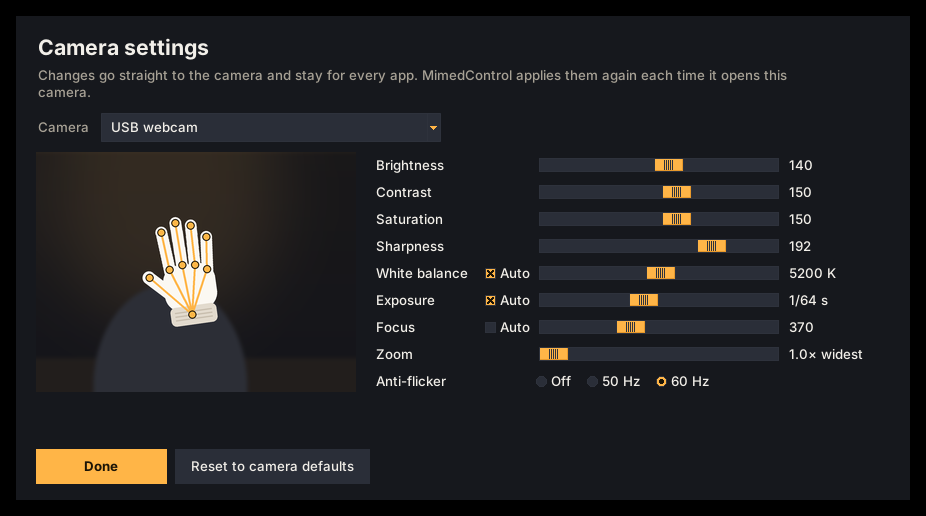 Camera settings
Changes go straight to the camera and stay for every app. MimedControl applies them again each time it opens this
camera.
Camera USB webcam
Brightness 140
Contrast 150
Saturation 150
Sharpness 192
White balance Auto 5200 K
Exposure Auto 1/64 s
Focus Auto 370
Zoom 1.0× widest
Anti-flicker Off 50 Hz 60 Hz
Done Reset to camera defaults